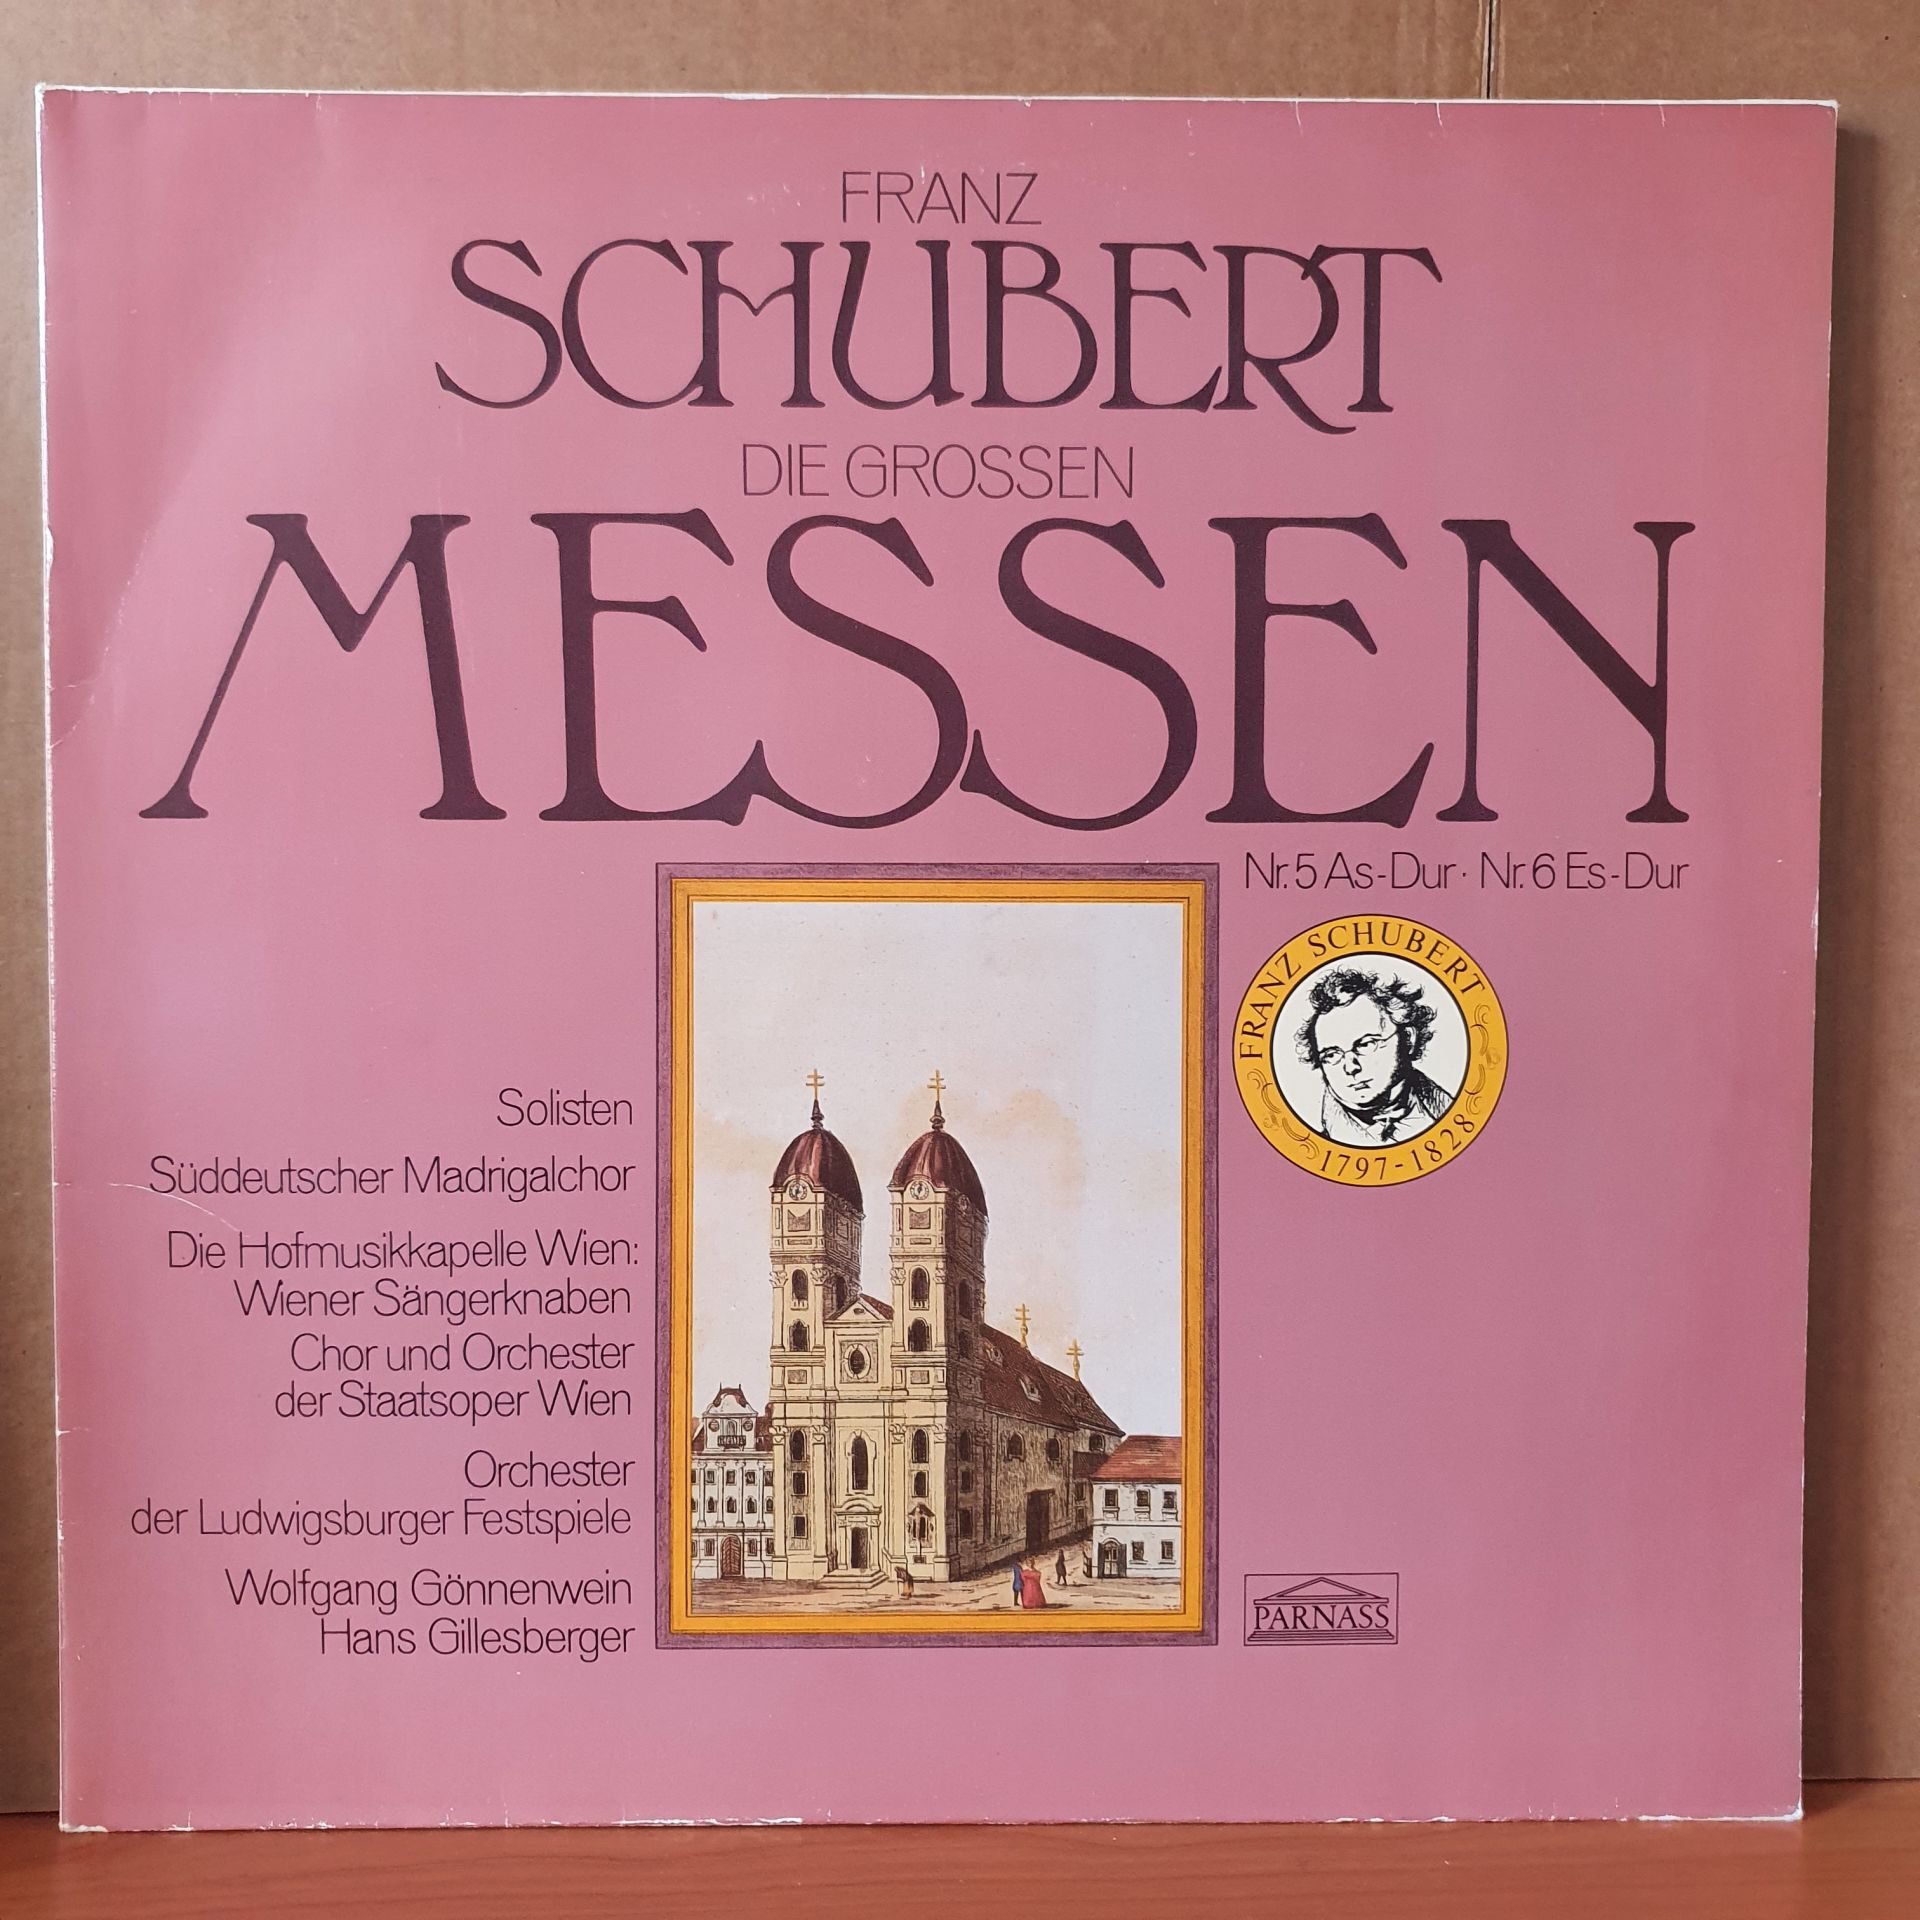 FRANZ
SCHUBERT
DIE GROSSEN
MESSEN
Nr. 5 As-Dur · Nr. 6 Es-Dur
FRANZ SCHUBERT
1797-1828
Solisten
Süddeutscher Madrigalchor
Die Hofmusikkapelle Wien:
Wiener Sängerknaben
Chor und Orchester
der Staatsoper Wien
Orchester
der Ludwigsburger Festspiele
Wolfgang Gönnenwein
Hans Gillesberger
PARNASS